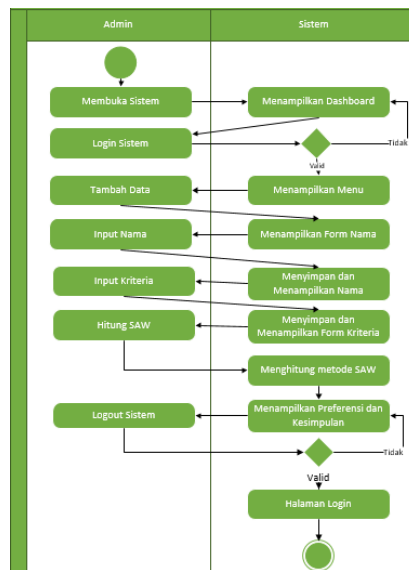 Admin
Sistem
Membuka Sistem
Menampilkan Dashboard
Login Sistem
Tidak
Valid
Tambah Data
Menampilkan Menu
Input Nama
Menampilkan Form Nama
Input Kriteria
Menyimpan dan
Menampilkan Nama
Hitung SAW
Menyimpan dan
Menampilkan Form Kriteria
Menghitung metode SAW
Logout Sistem
Menampilkan Preferensi dan
Kesimpulan
Tidak
Valid
Halaman Login